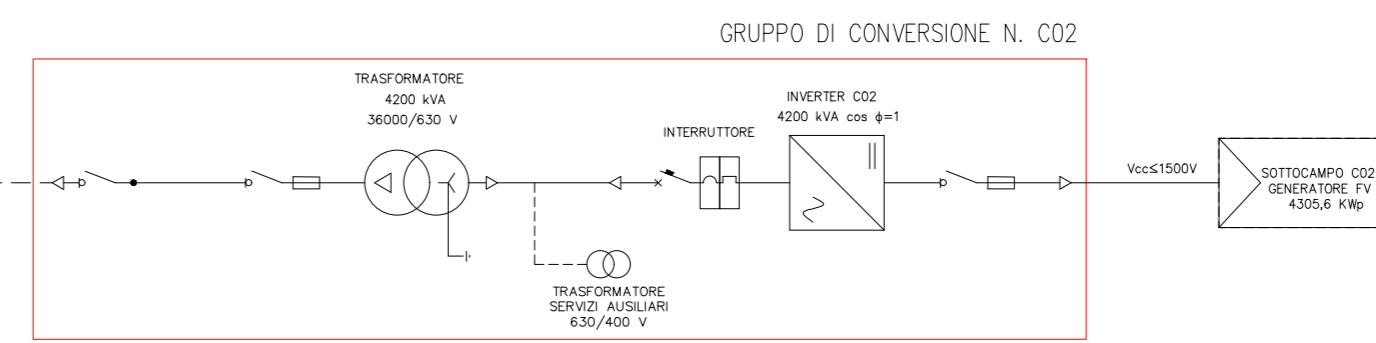 GRUPPO DI CONVERSIONE N. C02
TRASFORMATORE
4200 kVA
36000/630 V
INTERRUTTORE
INVERTER C02
4200 kVA cos ϕ=1
Vcc≤1500V
SOTTOCAMPO C02
GENERATORE FV
4305,6 KWp
TRASFORMATORE
SERVIZI AUSILIARI
630/400 V